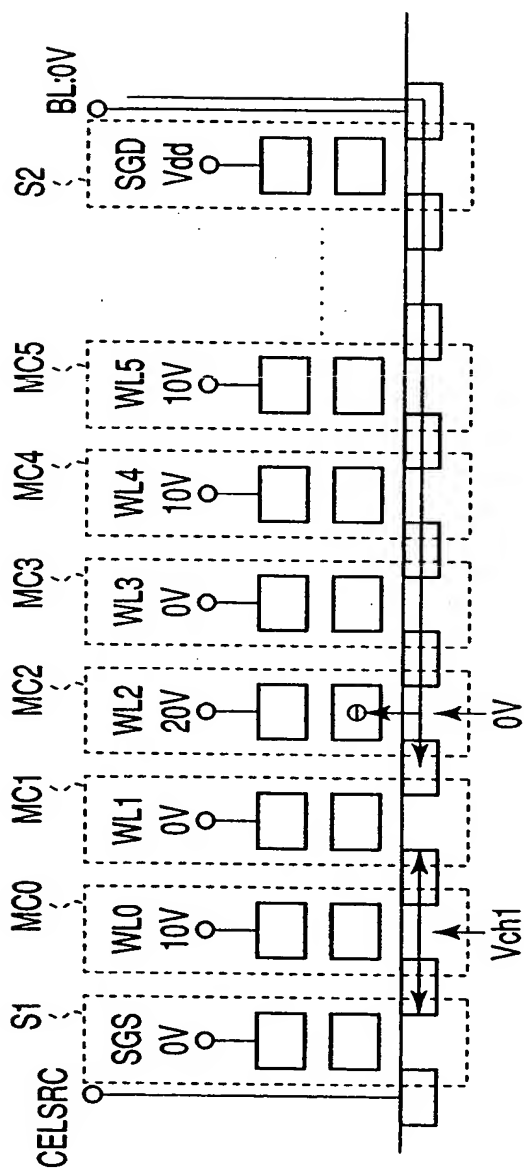 CELSRC
S1
SGS
0V
MC0
WL0
10V
MC1
WL1
0V
MC2
WL2
20V
MC3
WL3
0V
MC4
WL4
10V
MC5
WL5
10V
S2
SGD
Vdd
BL:0V
Vch1
0V